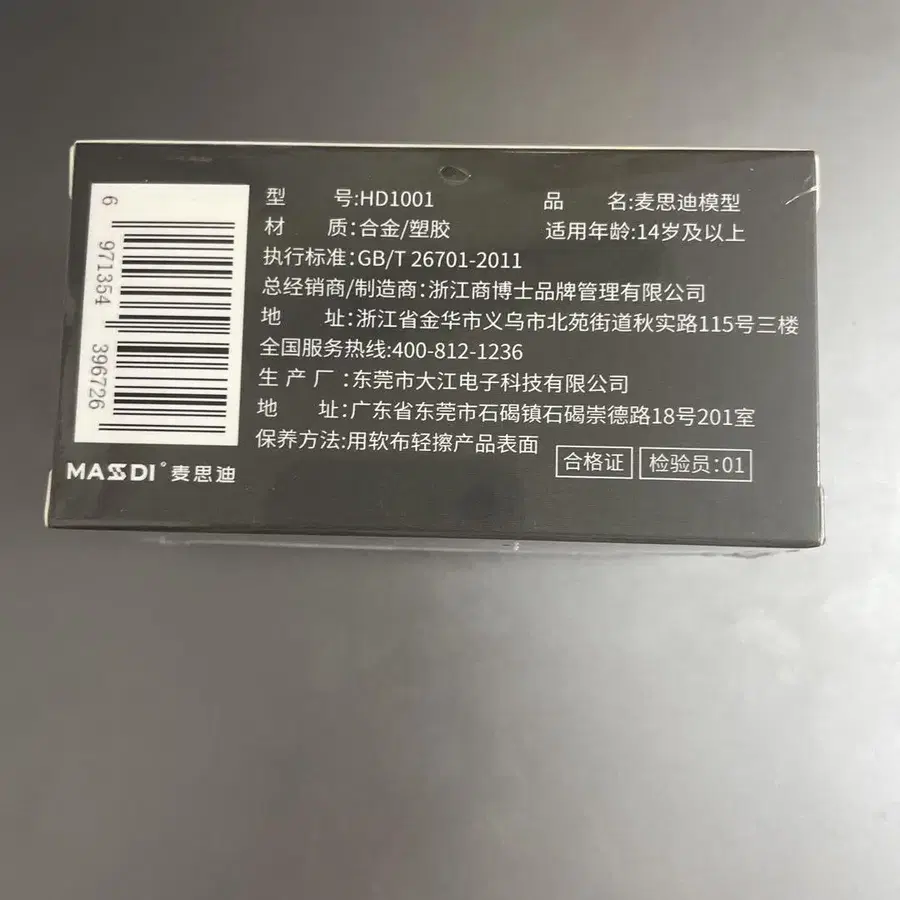 型 号:HD1001 品 名:麦思迪模型
材 质:合金/塑胶 适用年龄:14岁及以上
执行标准:GB/T 26701-2011
总经销商/制造商:浙江商博士品牌管理有限公司
地 址:浙江省金华市义乌市北苑街道秋实路115号三楼
全国服务热线:400-812-1236
生 产 厂 :东莞市大江电子科技有限公司
地 址:广东省东莞市石碣镇石碣崇德路18号201室
保养方法:用软布轻擦产品表面
合格证 检验员:01
6 971354 396726
MASSDI 麦思迪